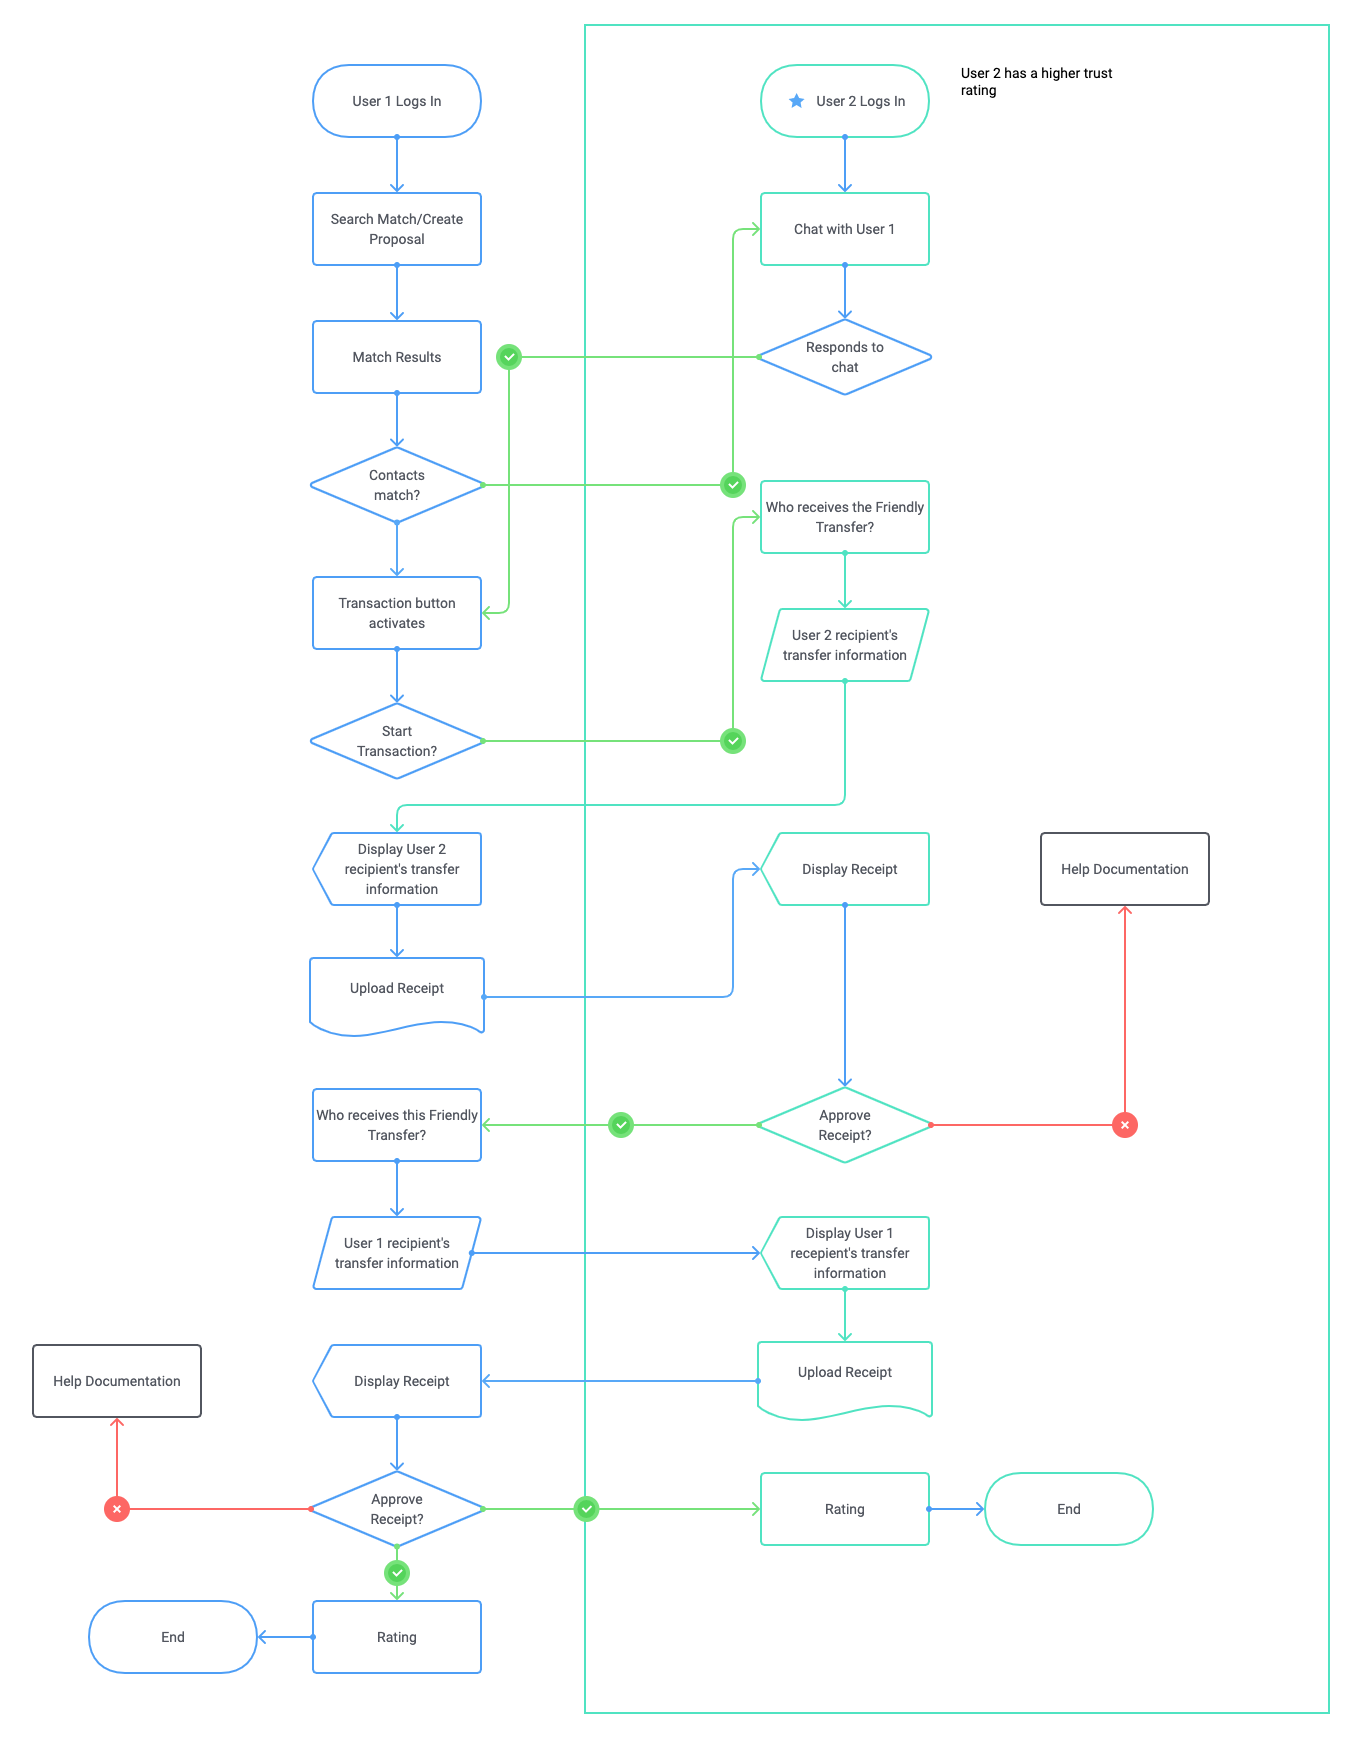 User 1 Logs In
User 2 Logs In
User 2 has a higher trust
rating
Search Match/Create
Proposal
Chat with User 1
Match Results
Responds to
chat
Contacts
match?
Who receives the Friendly
Transfer?
Transaction button
activates
User 2 recipient's
transfer information
Start
Transaction?
Display User 2
recipient's transfer
information
Display Receipt
Help Documentation
Upload Receipt
Who receives this Friendly
Transfer?
Approve
Receipt?
User 1 recipient's
transfer information
Display User 1
recepient's transfer
information
Help Documentation
Display Receipt
Upload Receipt
Approve
Receipt?
Rating
End
End
Rating